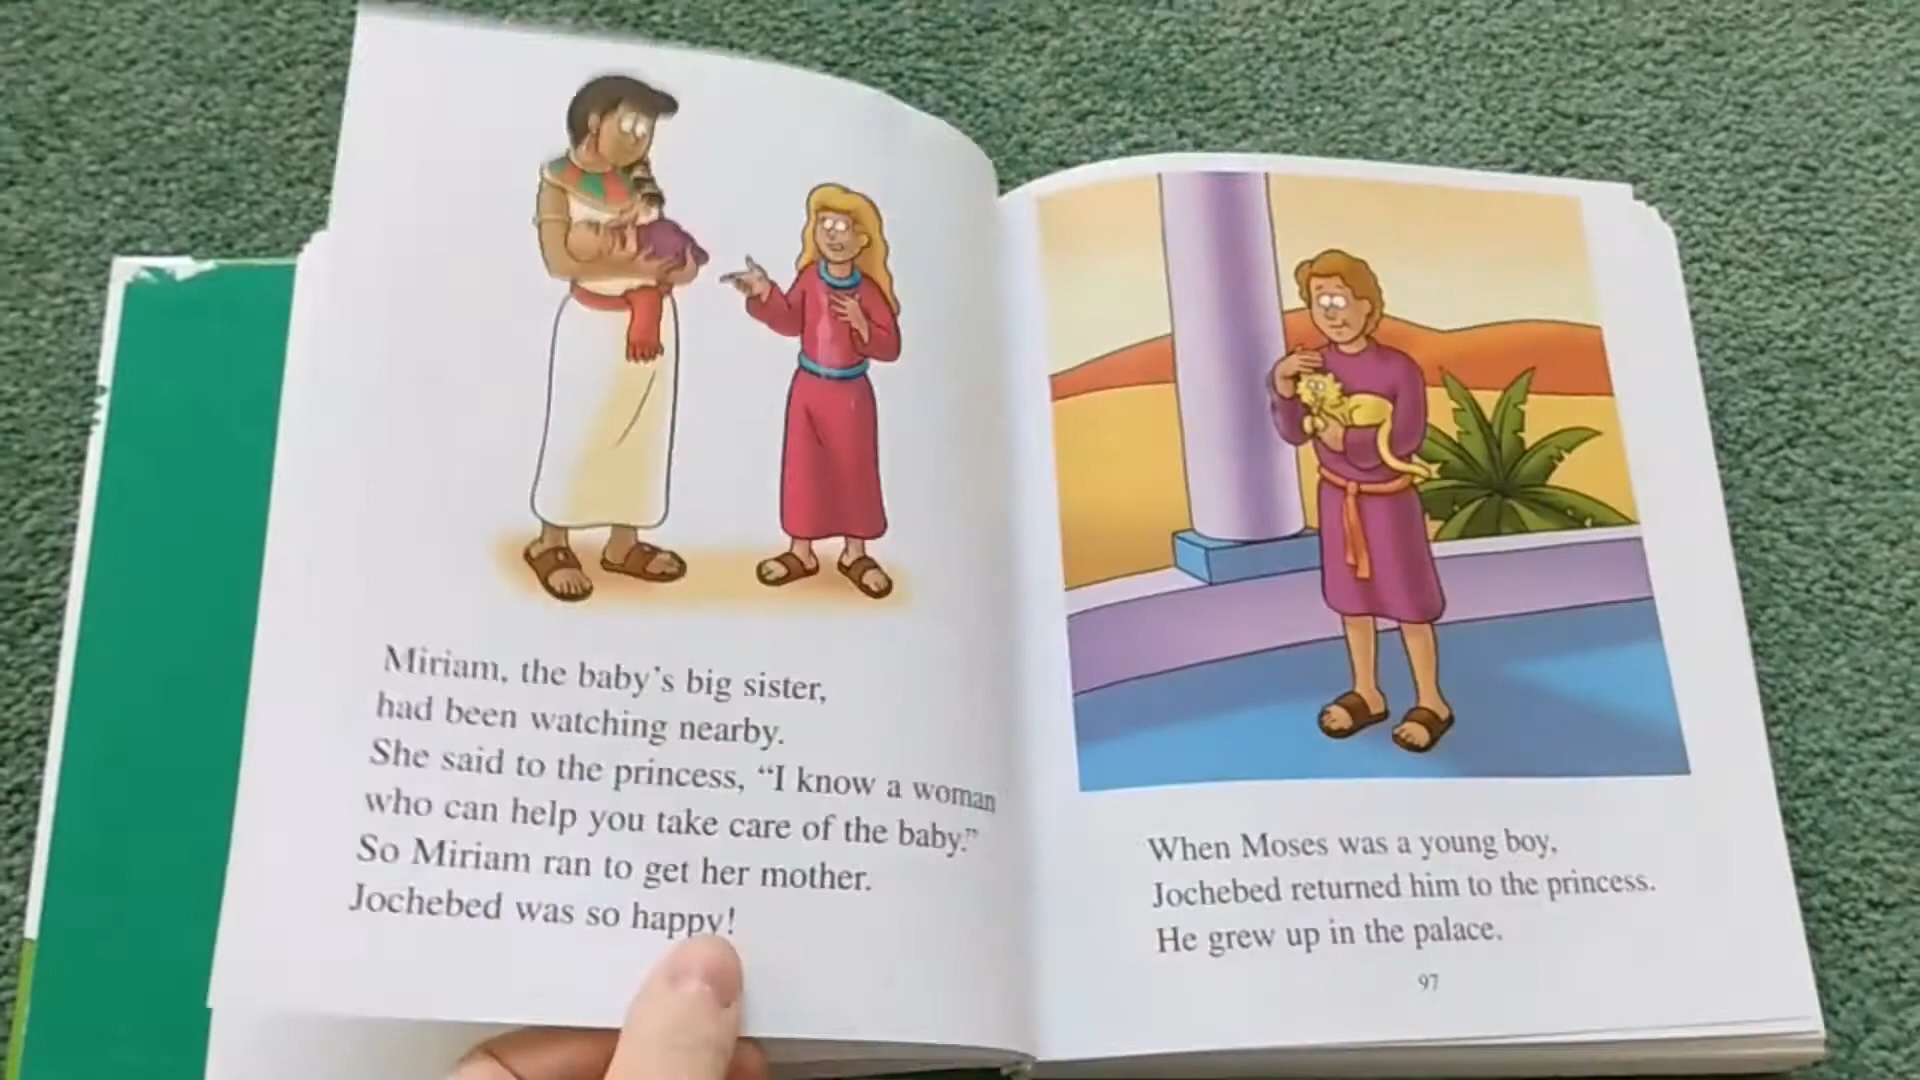 Miriam, the baby's big sister,
had been watching nearby.
She said to the princess, “I know a woman
who can help you take care of the baby.”
So Miriam ran to get her mother.
Jochebed was so happy!
When Moses was a young boy,
Jochebed returned him to the princess.
He grew up in the palace.
97